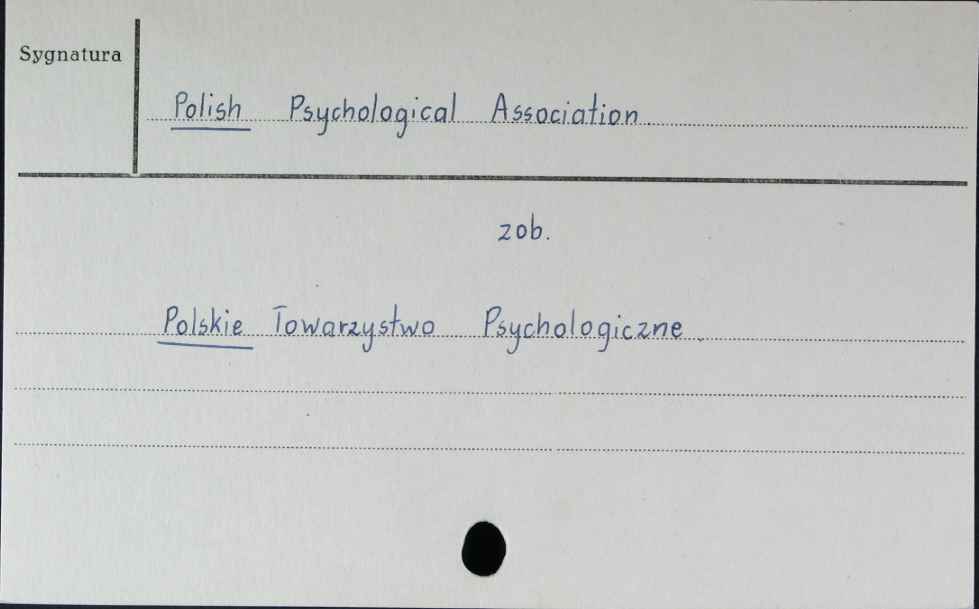 Sygnatura
Polish Psychological Association
zob.
Polskie Towarzystwo Psychologiczne.